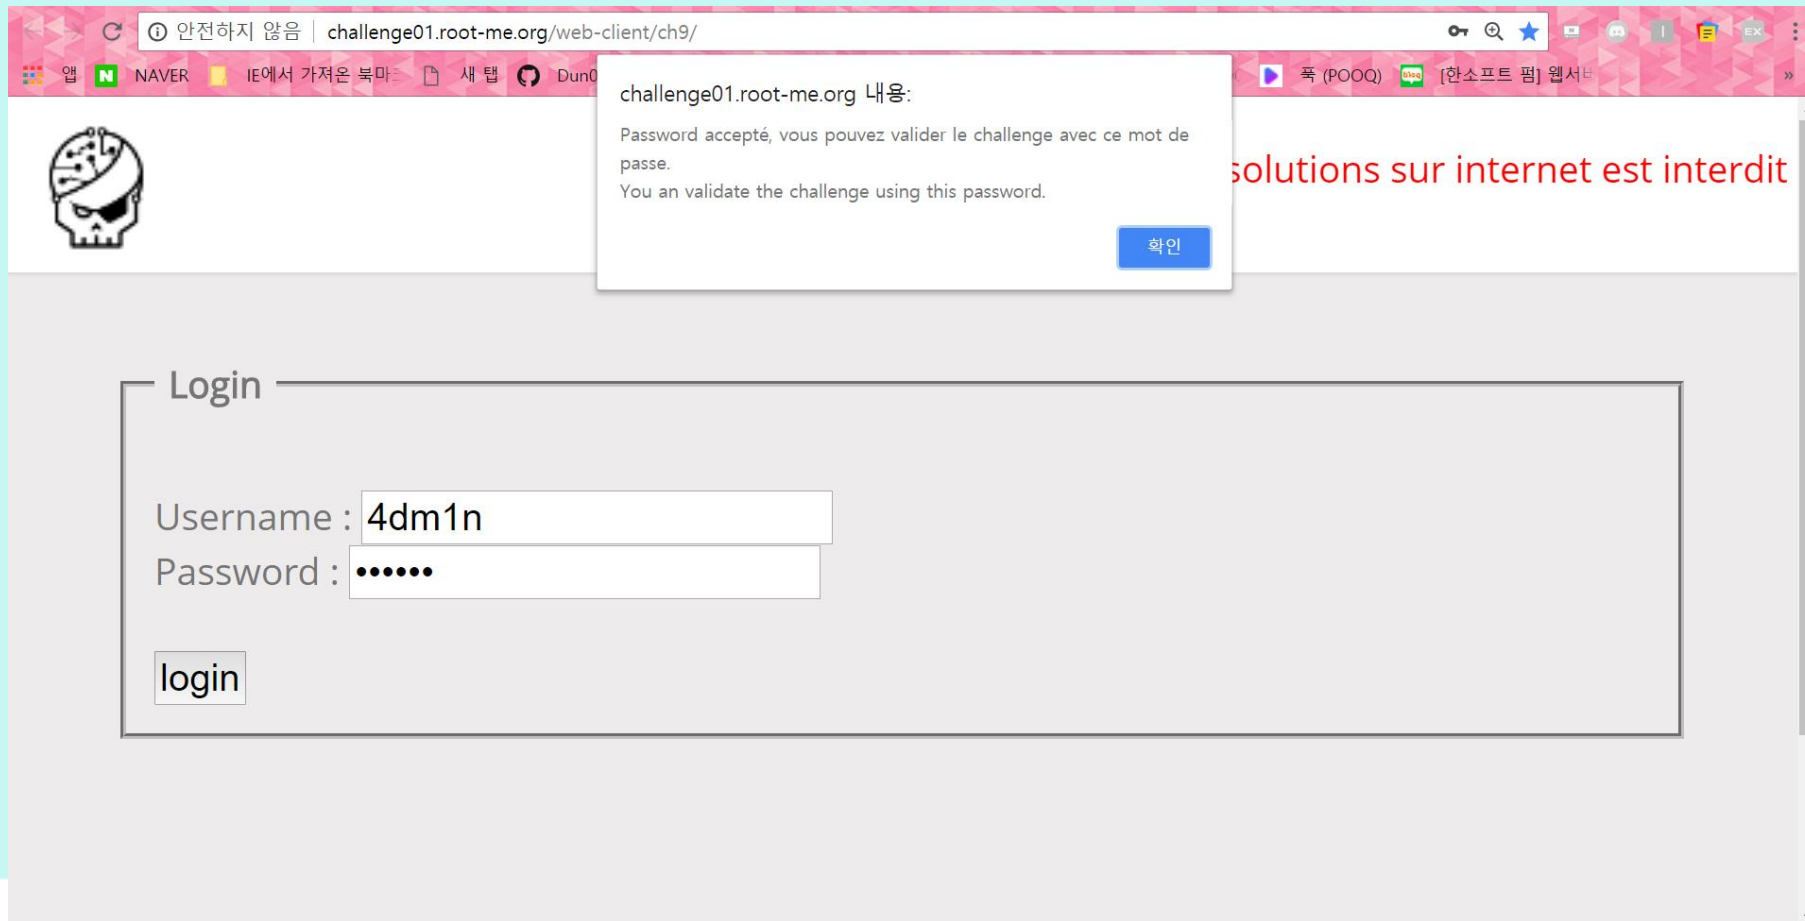 안전하지 않음 challenge01.root-me.org/web-client/ch9/
앱 N NAVER IE에서 가져온 북마 새 탭 푹 (POOQ) blog [한소프트 펌] 웹서 »
challenge01.root-me.org 내용:
Password accepté, vous pouvez valider le challenge avec ce mot de
passe.
You an validate the challenge using this password.
확인
solutions sur internet est interdit
Login
Username : 4dm1n
Password : ••••••
login